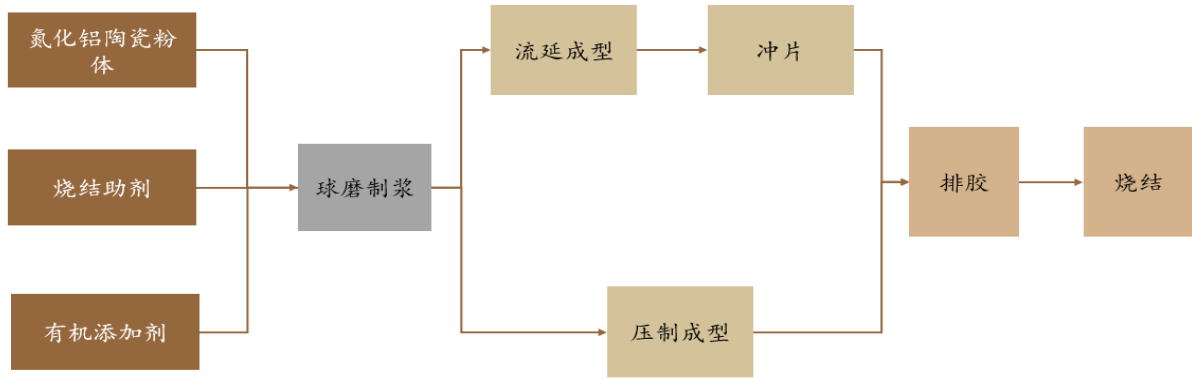 氮化铝陶瓷粉
体
烧结助剂
有机添加剂
球磨制浆
流延成型
冲片
压制成型
排胶
烧结